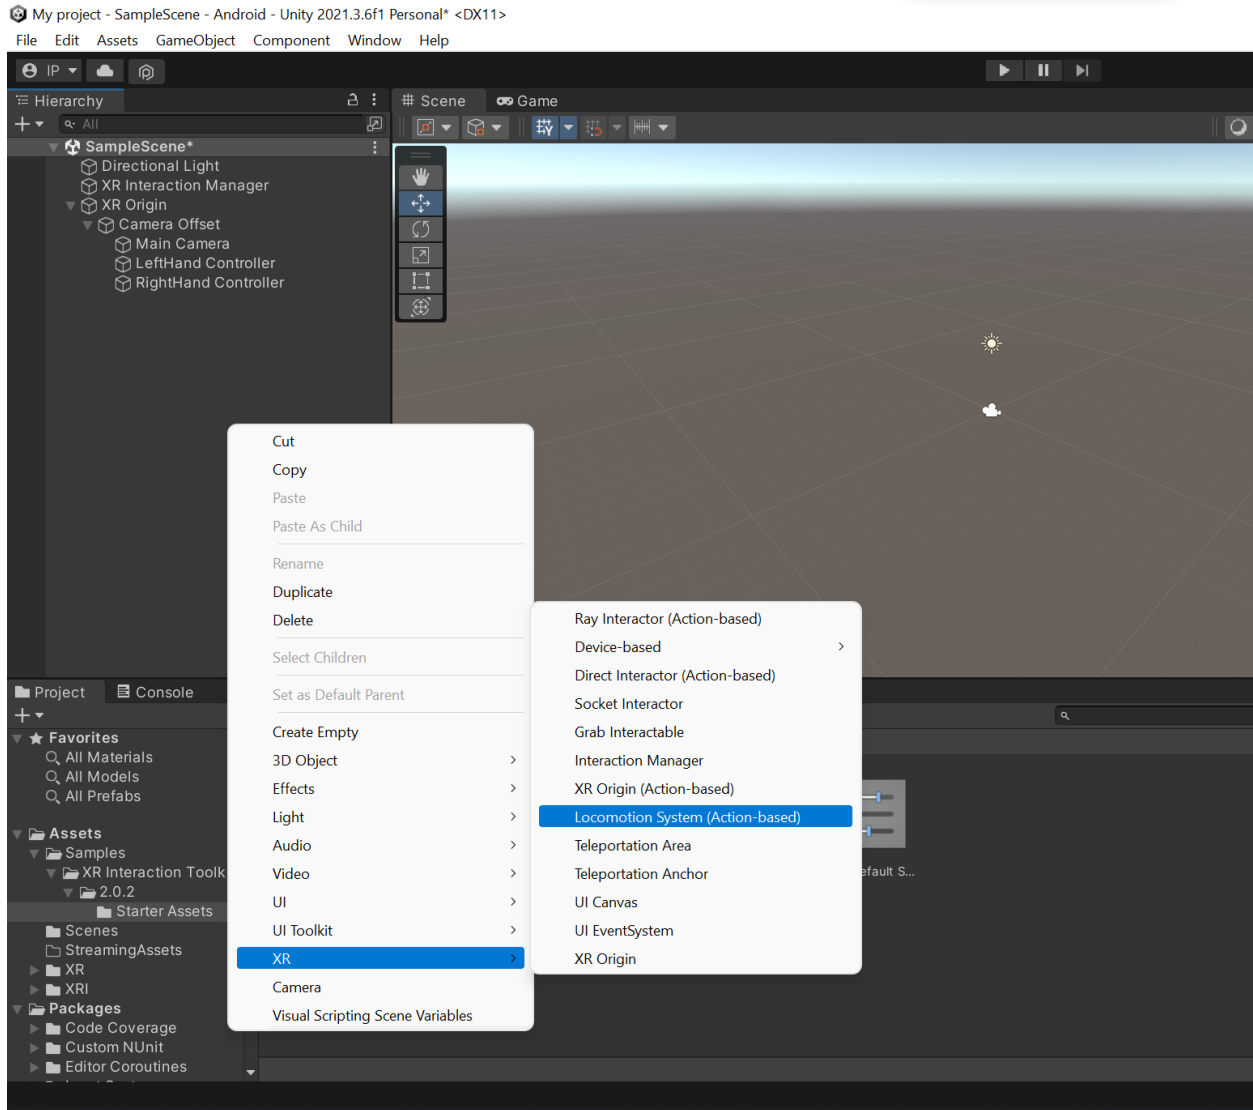 My project - SampleScene - Android - Unity 2021.3.6f1 Personal* <DX11>
File Edit Assets GameObject Component Window Help
IP
Hierarchy
Scene
Game
All
SampleScene*
Directional Light
XR Interaction Manager
XR Origin
Camera Offset
Main Camera
LeftHand Controller
RightHand Controller
Cut
Copy
Paste
Paste As Child
Rename
Duplicate
Delete
Select Children
Set as Default Parent
Create Empty
3D Object
Effects
Light
Audio
Video
UI
UI Toolkit
XR
Camera
Visual Scripting Scene Variables
Ray Interactor (Action-based)
Device-based
Direct Interactor (Action-based)
Socket Interactor
Grab Interactable
Interaction Manager
XR Origin (Action-based)
Locomotion System (Action-based)
Teleportation Area
Teleportation Anchor
UI Canvas
UI EventSystem
XR Origin
Project
Console
Favorites
All Materials
All Models
All Prefabs
Assets
Samples
XR Interaction Toolk
2.0.2
Starter Assets
Scenes
StreamingAssets
XR
XRI
Packages
Code Coverage
Custom NUnit
Editor Coroutines
efault S...